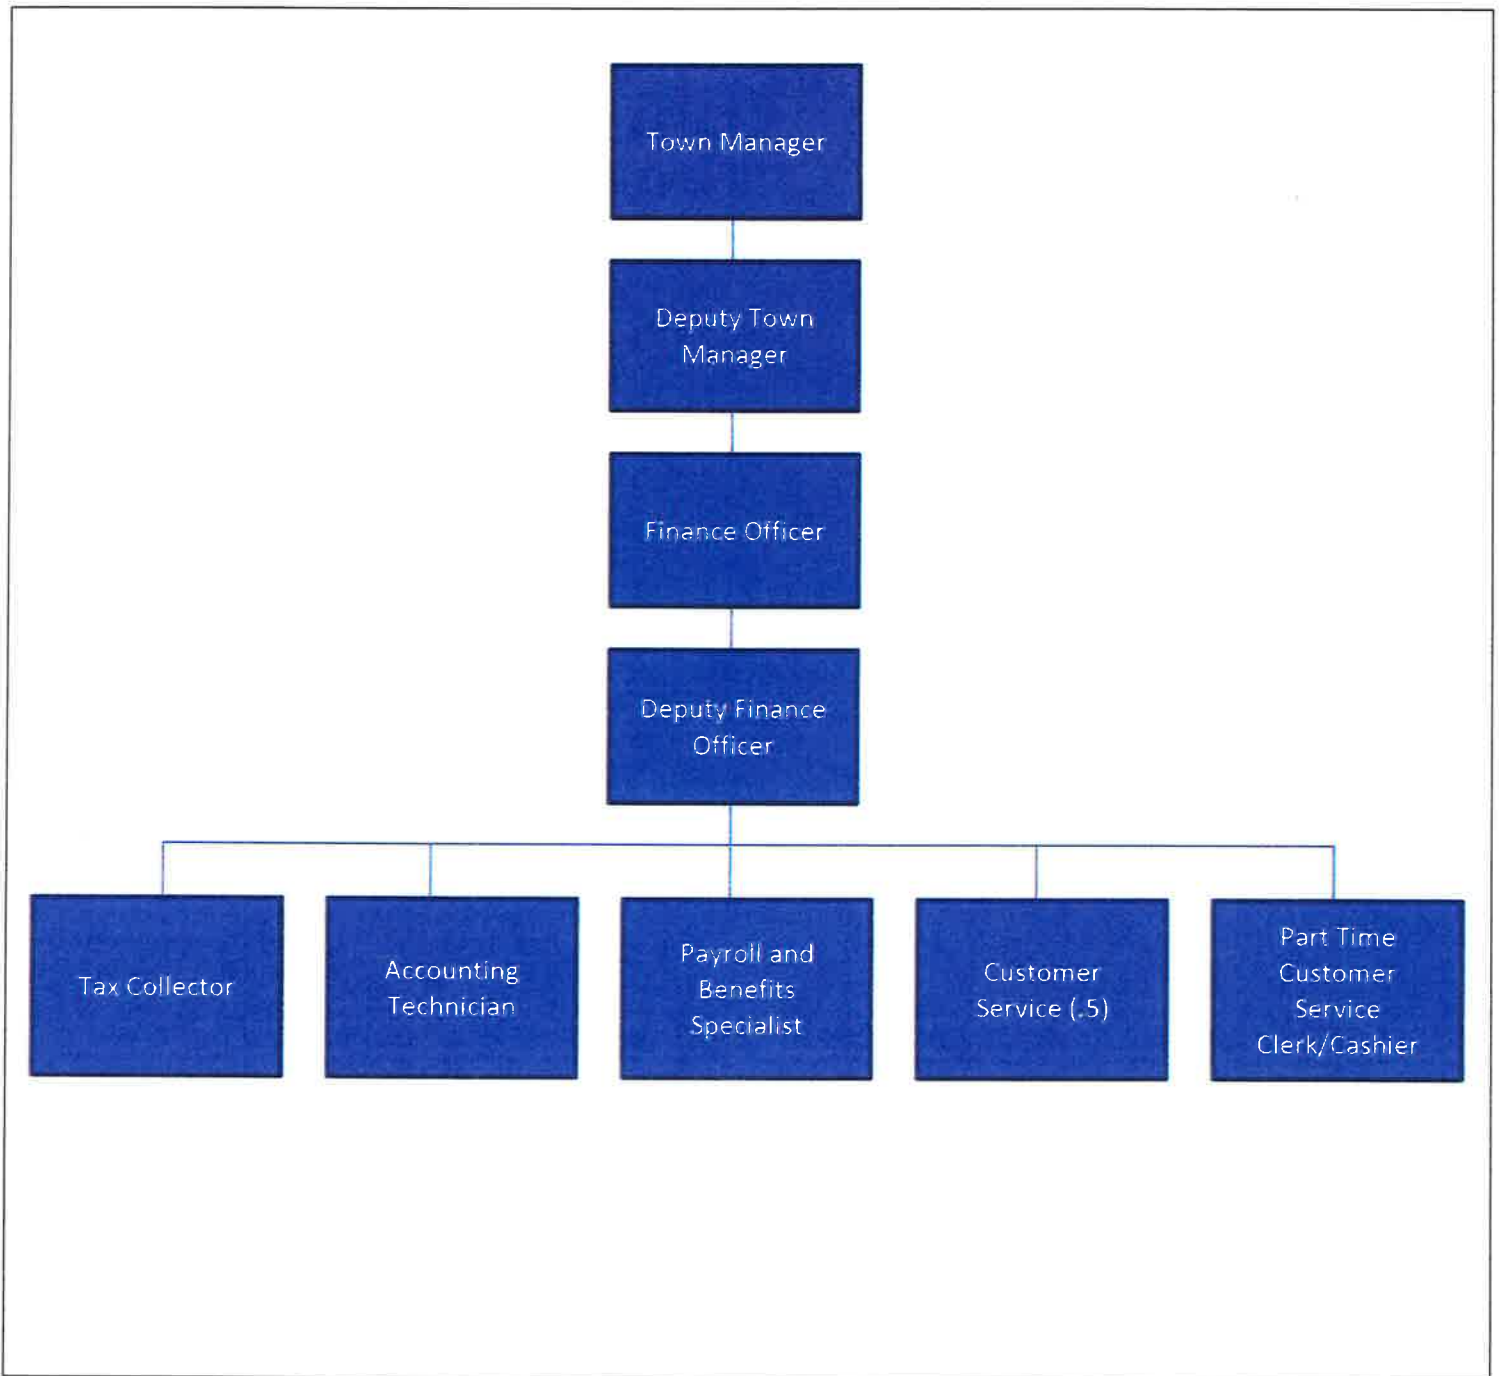 Town Manager
Deputy Town
Manager
Finance Officer
Deputy Finance
Officer
Tax Collector
Accounting
Technician
Payroll and
Benefits
Specialist
Customer
Service (.5)
Part Time
Customer
Service
Clerk/Cashier